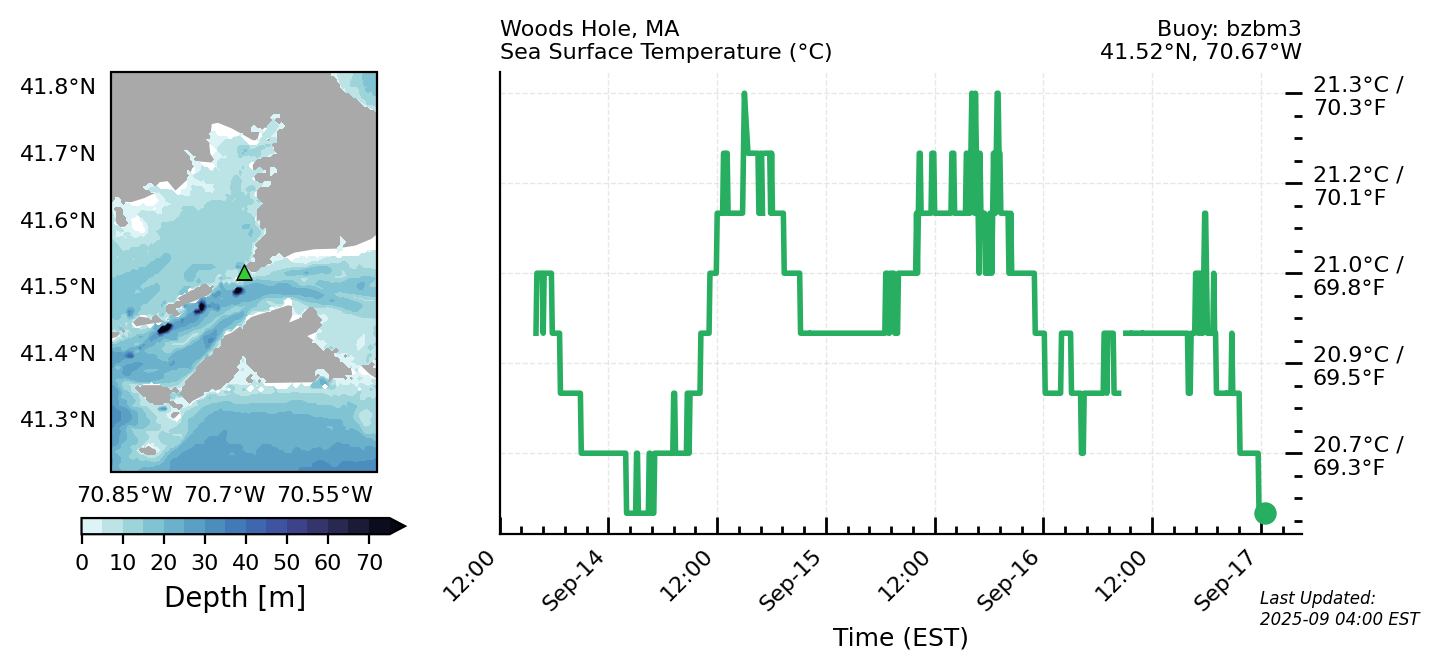 Woods Hole, MA
Sea Surface Temperature (°C)
Buoy: bzbm3
41.52°N, 70.67°W
41.8°N
41.7°N
41.6°N
41.5°N
41.4°N
41.3°N
70.85°W 70.7°W 70.55°W
0 10 20 30 40 50 60 70
Depth [m]
21.3°C /
70.3°F
21.2°C /
70.1°F
21.0°C /
69.8°F
20.9°C /
69.5°F
20.7°C /
69.3°F
12:00
Sep-14
12:00
Sep-15
12:00
Sep-16
12:00
Sep-17
Time (EST)
Last Updated:
2025-09 04:00 EST